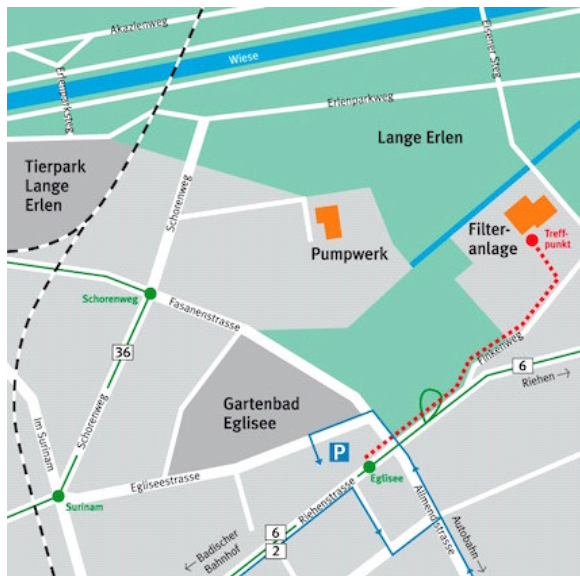 Akazienweg
Eisener Steg
Wiese
Erlenparksteg
Erlenparkweg
Lange Erlen
Tierpark
Lange
Erlen
Schorenweg
Pumpwerk
Filter-
anlage
Treff-
punkt
Schorenweg
Fasanenstrasse
36
Finkenweg
6
Riehen
Schorenweg
Im Surinam
Gartenbad
Eglisee
P
Egliseestrasse
Eglisee
Surinam
Riehenstrasse
Allmendstrasse
Autobahn
6
2
Badischer
Bahnhof